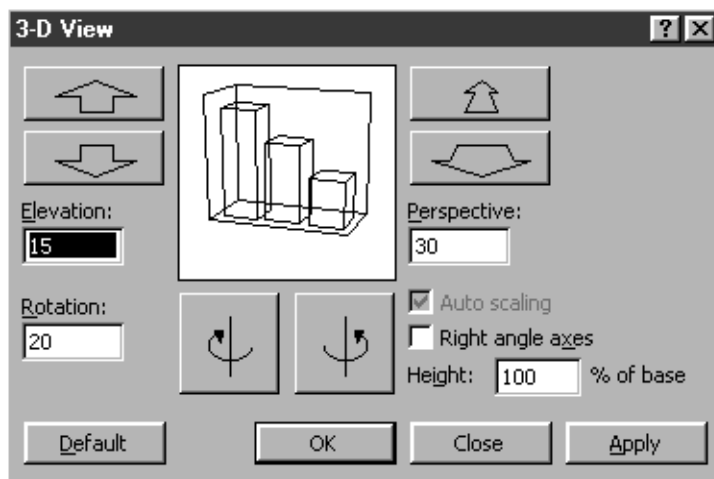 3-D View
Elevation:
15
Rotation:
20
Perspective:
30
Auto scaling
Right angle axes
Height: 100 % of base
Default OK Close Apply